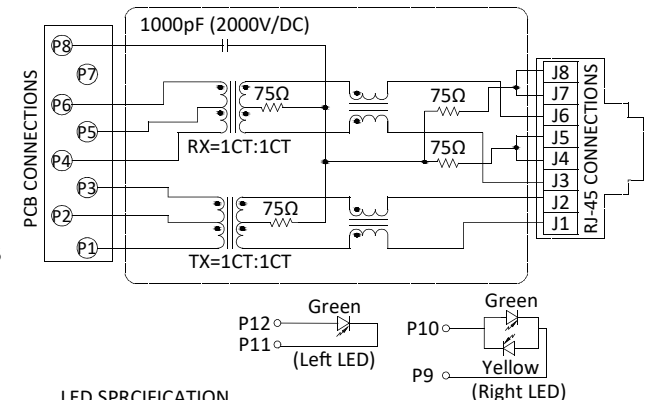 1000pF (2000V/DC)
P8
P7
P6
P5
P4
P3
P2
P1
PCB CONNECTIONS
75Ω
RX=1CT:1CT
75Ω
TX=1CT:1CT
75Ω
75Ω
J8
J7
J6
J5
J4
J3
J2
J1
RJ-45 CONNECTIONS
P12
P11
Green
(Left LED)
P10
P9
Green
Yellow
(Right LED)
LED SPRCIFICATION